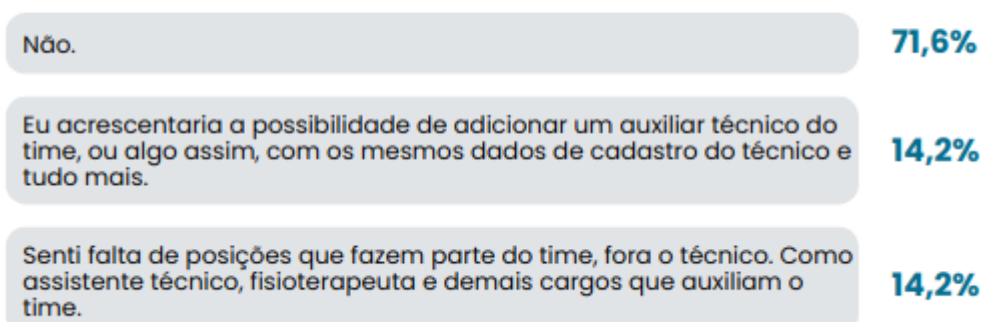 Não.
71,6%
Eu acrescentaria a possibilidade de adicionar um auxiliar técnico do
time, ou algo assim, com os mesmos dados de cadastro do técnico e
tudo mais.
14,2%
Senti falta de posições que fazem parte do time, fora o técnico. Como
assistente técnico, fisioterapeuta e demais cargos que auxiliam o
time.
14,2%